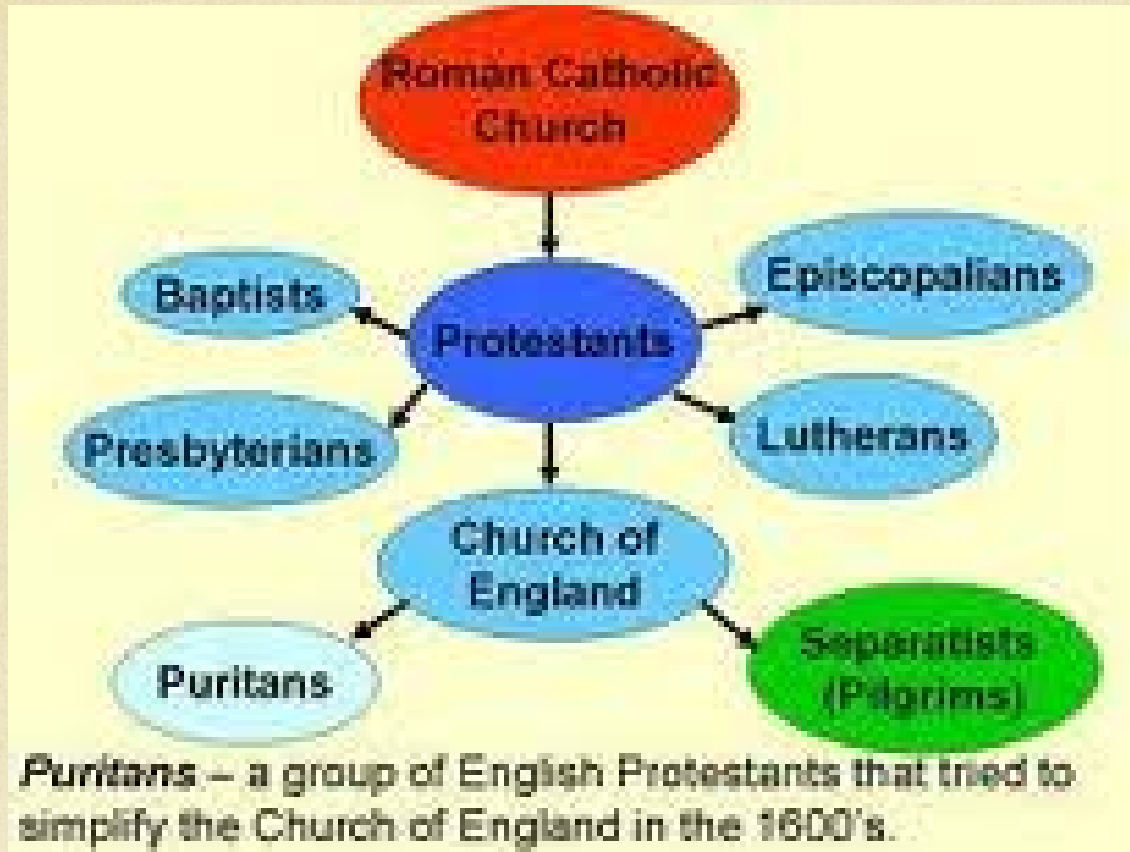 Roman Catholic
Church
Baptists
Protestants
Episcopalians
Presbyterians
Lutherans
Church of
England
Puritans
Separatists
(Pilgrims)
Puritans – a group of English Protestants that tried to
simplify the Church of England in the 1600's.